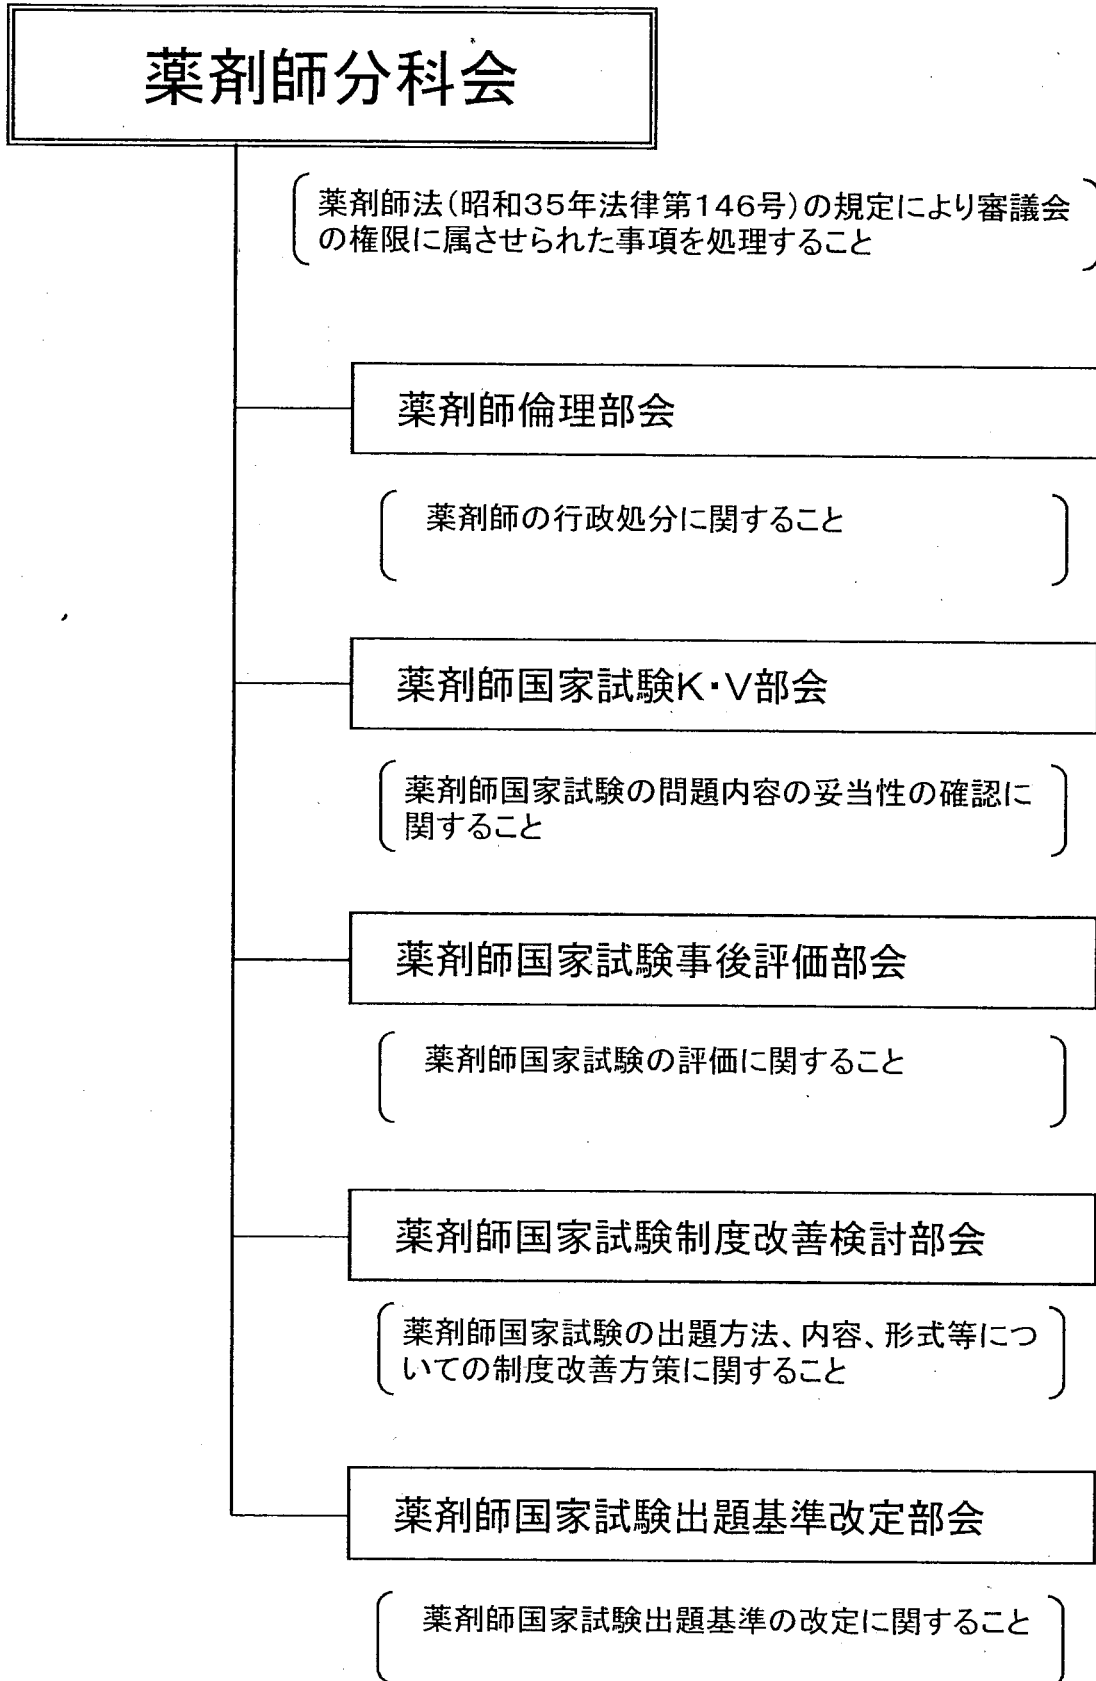 薬剤師分科会
薬剤師法(昭和35年法律第146号)の規定により審議会
の権限に属させられた事項を処理すること
薬剤師倫理部会
薬剤師の行政処分に関すること
薬剤師国家試験K・V部会
薬剤師国家試験の問題内容の妥当性の確認に
関すること
薬剤師国家試験事後評価部会
薬剤師国家試験の評価に関すること
薬剤師国家試験制度改善検討部会
薬剤師国家試験の出題方法、内容、形式等につ
いての制度改善方策に関すること
薬剤師国家試験出題基準改定部会
薬剤師国家試験出題基準の改定に関すること